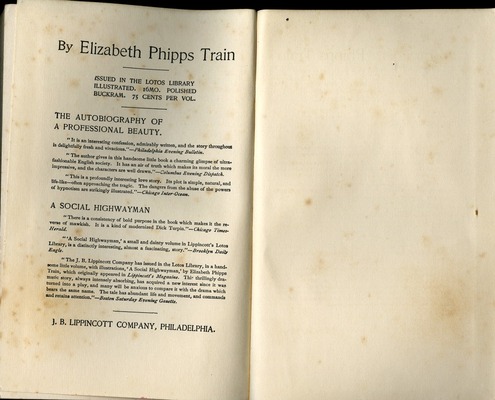 By Elizabeth Phipps Train
ISSUED IN THE LOTOS LIBRARY
ILLUSTRATED. 16MO. POLISHED
BUCKRAM. 75 CENTS PER VOL.
THE AUTOBIOGRAPHY OF
A PROFESSIONAL BEAUTY.
"It is an interesting confession, admirably written, and the story throughout
is delightfully fresh and vivacious."—Philadelphia Evening Bulletin.
"The author gives in this handsome little book a charming glimpse of ultra-
fashionable English society. It has an air of truth which makes its moral the more
impressive, and the characters are well drawn."—Columbus Evening Dispatch.
"This is a profoundly interesting love story. Its plot is simple, natural, and
life-like—often approaching the tragic. The dangers from the abuse of the powers
of hypnotism are strikingly illustrated."—Chicago Inter-Ocean.
A SOCIAL HIGHWAYMAN
"There is a consistency of bold purpose in the book which makes it the re-
verse of mawkish. It is a kind of modernized Dick Turpin."—Chicago Times-
Herald.
"'A Social Highwayman,' a small and dainty volume in Lippincott's Lotos
Library, is a distinctly interesting, almost a fascinating, story."—Brooklyn Daily
Eagle.
"The J. B. Lippincott Company has issued in the Lotos Library, in a hand-
some little volume, with illustrations, 'A Social Highwayman,' by Elizabeth Phipps
Train, which originally appeared in Lippincott's Magazine. This thrillingly dra-
matic story, always intensely absorbing, has acquired a new interest since it was
turned into a play, and many will be anxious to compare it with the drama which
bears the same name. The tale has abundant life and movement, and commands
and retains attention."—Boston Saturday Evening Gazette.
J. B. LIPPINCOTT COMPANY, PHILADELPHIA.